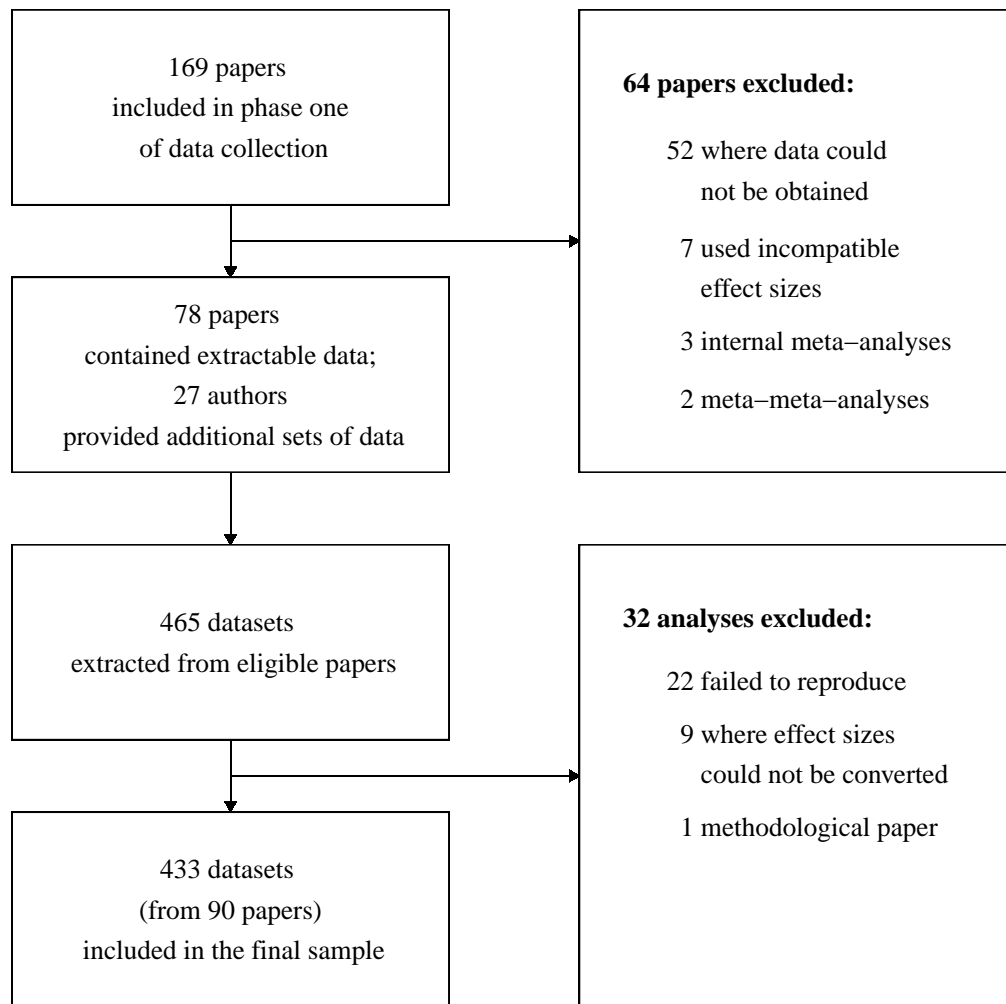 169 papers
included in phase one
of data collection
64 papers excluded:
52 where data could
not be obtained
7 used incompatible
effect sizes
3 internal meta−analyses
2 meta−meta−analyses
78 papers
contained extractable data;
27 authors
provided additional sets of data
465 datasets
extracted from eligible papers
32 analyses excluded:
22 failed to reproduce
9 where effect sizes
could not be converted
1 methodological paper
433 datasets
(from 90 papers)
included in the final sample